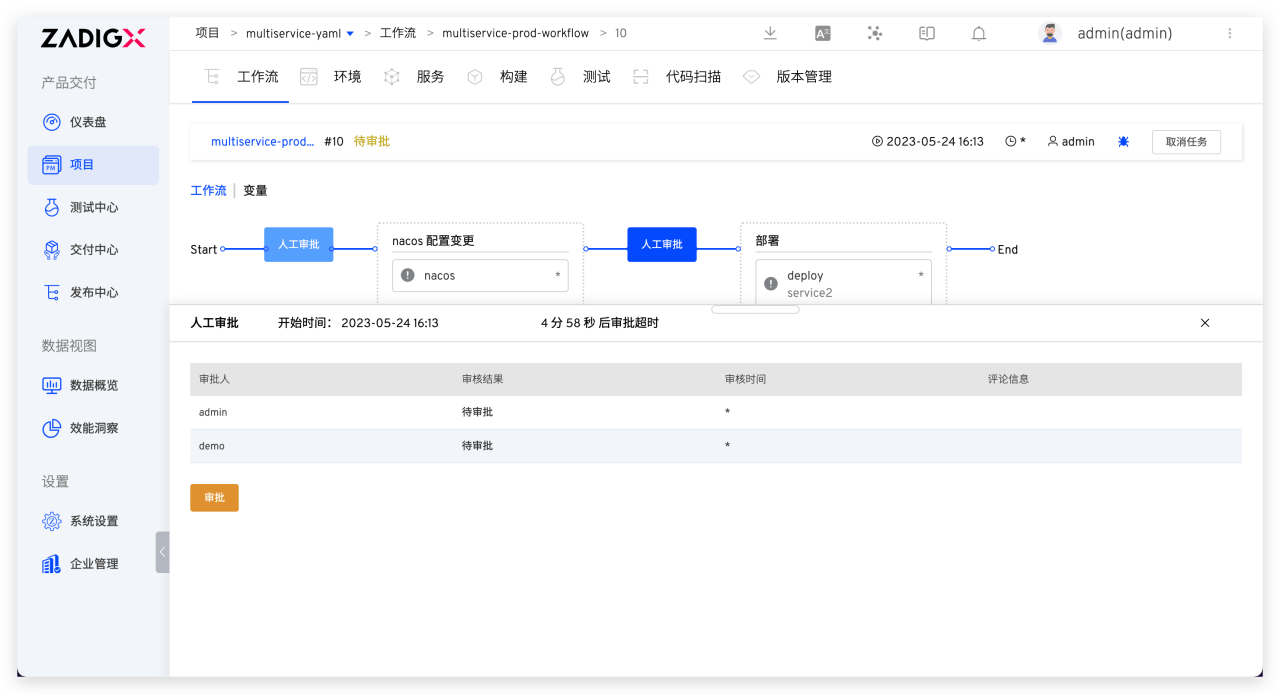 ZADIGX
项目 > multiservice-yaml > 工作流 > multiservice-prod-workflow > 10
admin(admin)
产品交付
仪表盘
项目
测试中心
交付中心
发布中心
数据视图
数据概览
效能洞察
设置
系统设置
企业管理
工作流 环境 服务 构建 测试 代码扫描 版本管理
multiservice-prod... #10 待审批 2023-05-24 16:13 * admin 取消任务
工作流 变量
Start 人工审批 nacos 配置变更 人工审批 部署 End
nacos *
deploy *
service2
人工审批 开始时间: 2023-05-24 16:13 4 分 58 秒 后审批超时
审批人 审核结果 审核时间 评论信息
admin 待审批 *
demo 待审批 *
审批